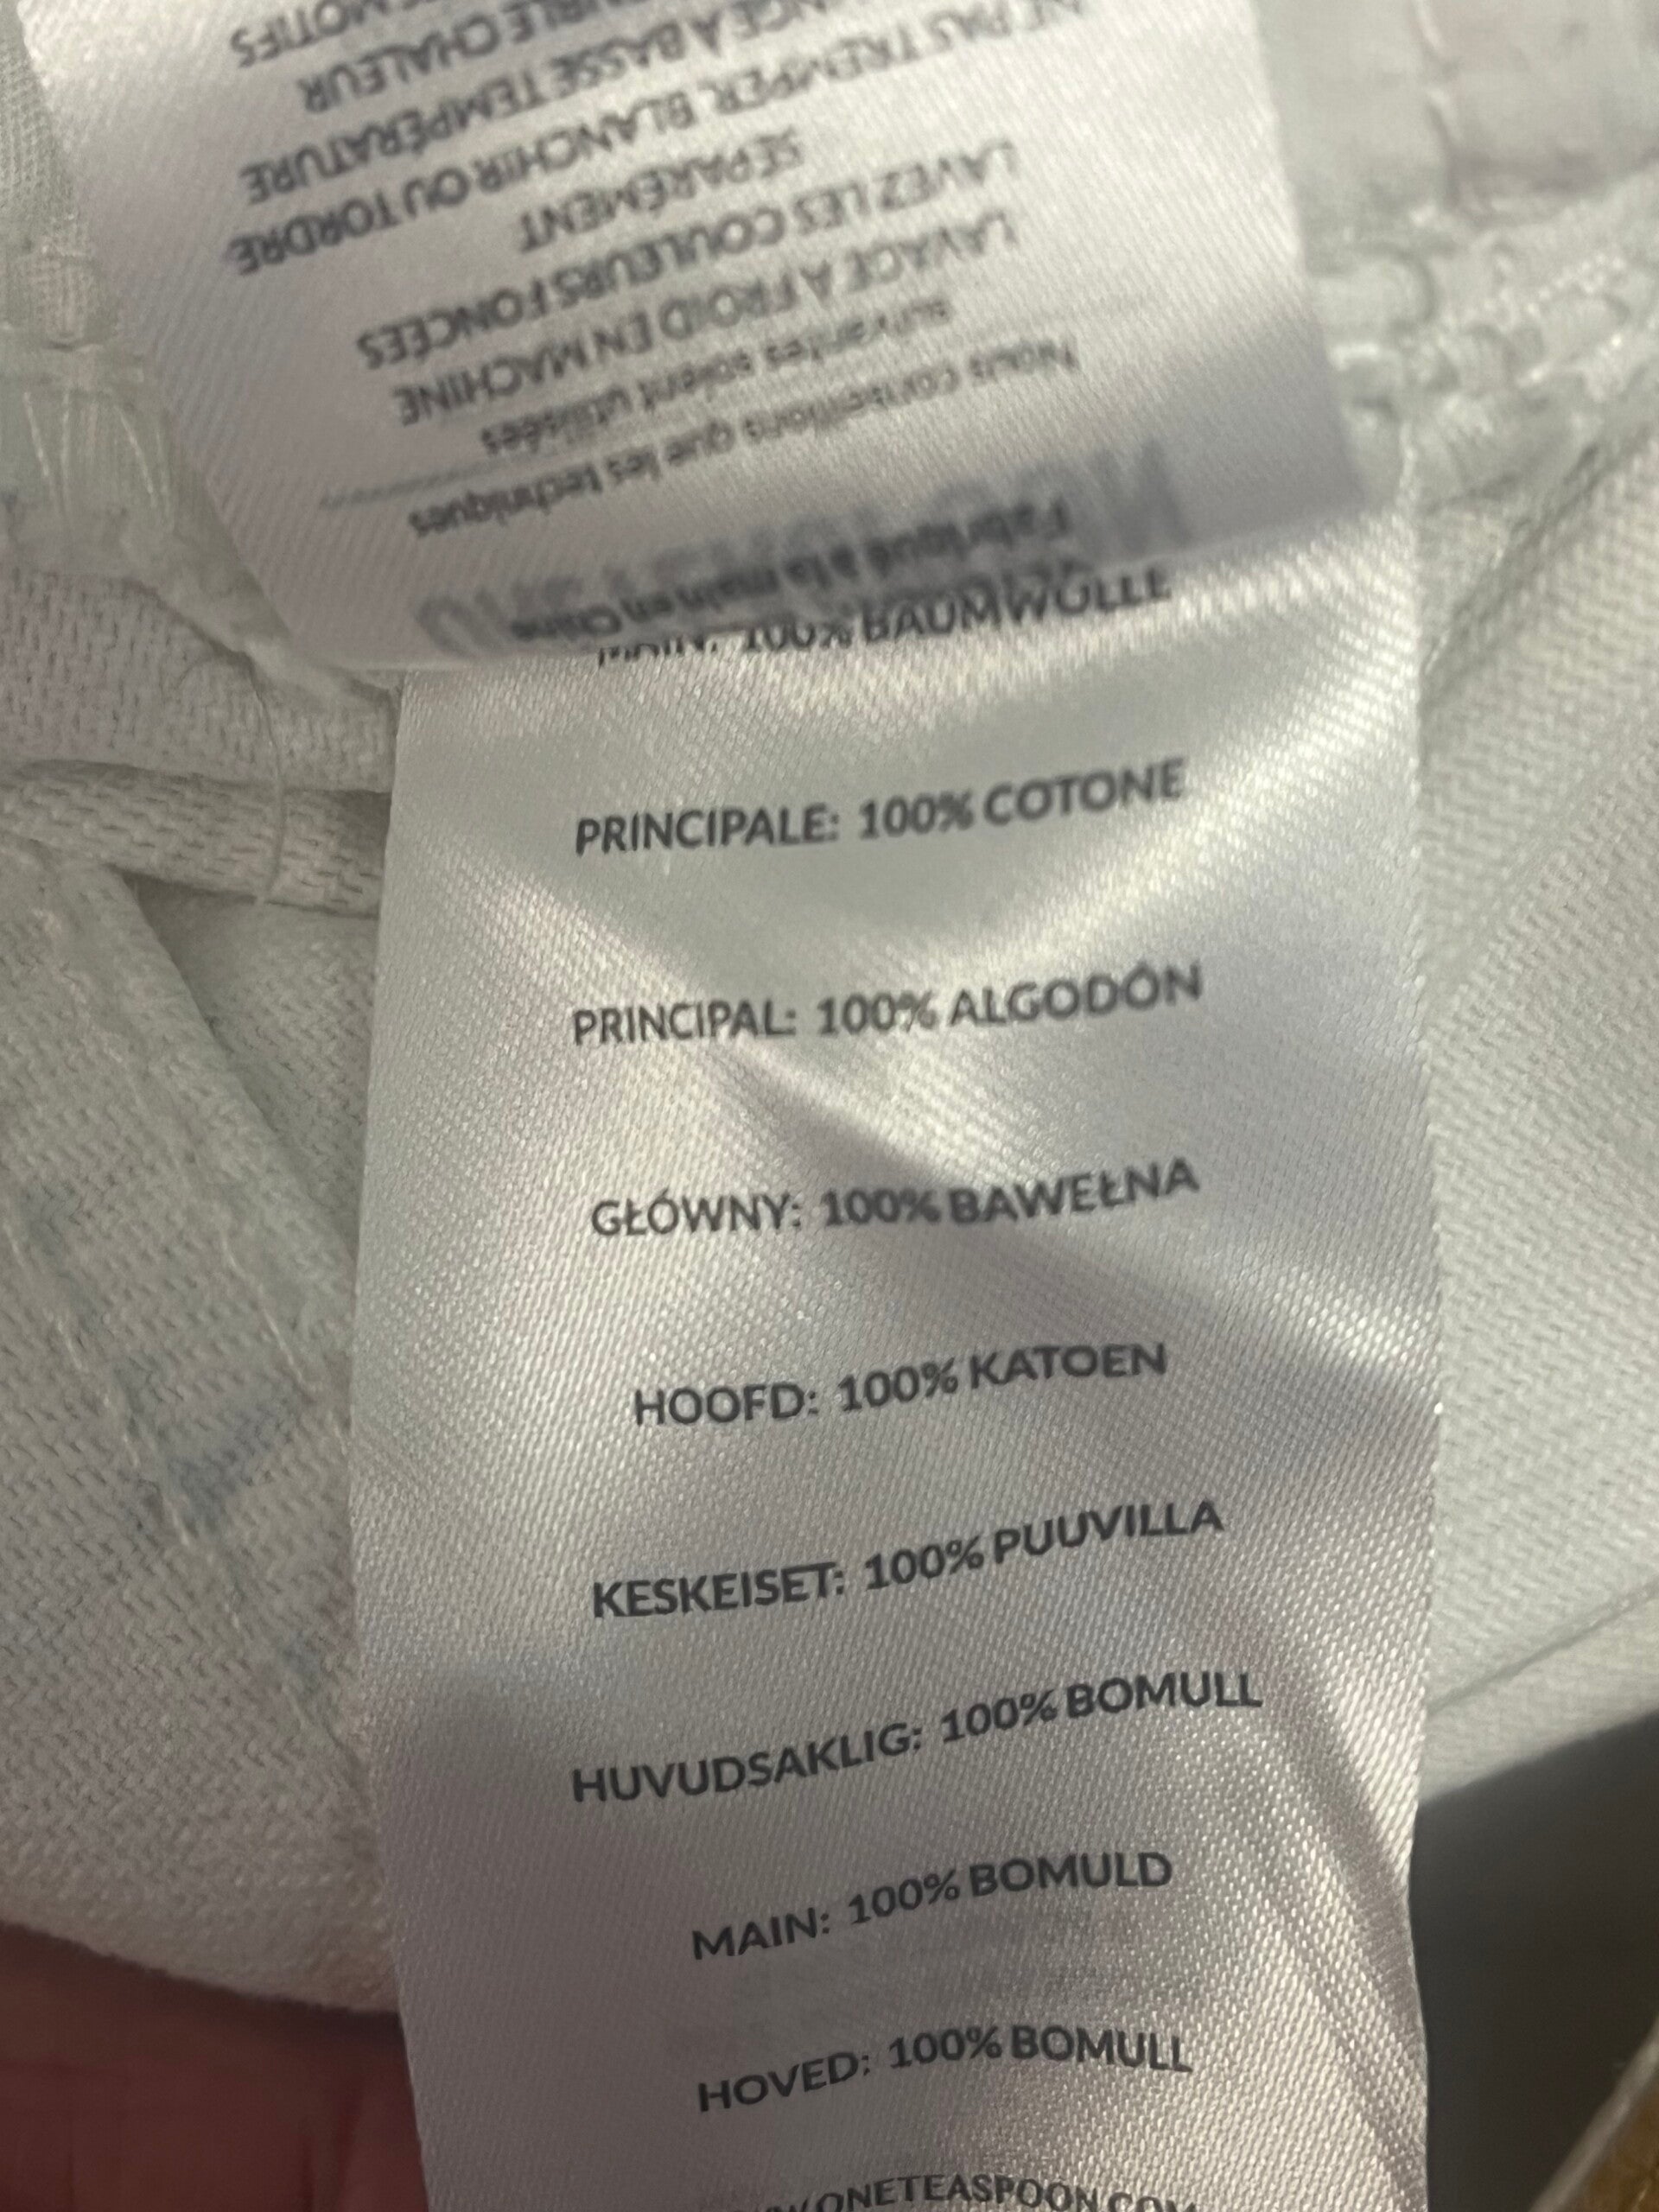 Fabriqué à la main en Chine
Nous conseillons que les techniques
suivantes soient utilisées
LAVAGE A FROID EN MACHINE
LAVEZ LES COULEURS FONCÉES
SÉPARÉMENT
NE PAS TREMPER, BLANCHIR OU TORDRE
A BASSE TEMPÉRATURE
CHALEUR
MOTIFS
MAIN: 100% BAUMWOLLE
PRINCIPALE: 100% COTONE
PRINCIPAL: 100% ALGODÓN
GŁÓWNY: 100% BAWEŁNA
HOOFD: 100% KATOEN
KESKEISET: 100% PUUVILLA
HUVUDSAKLIG: 100% BOMULL
MAIN: 100% BOMULD
HOVED: 100% BOMULL
ONETEASPOON.COM